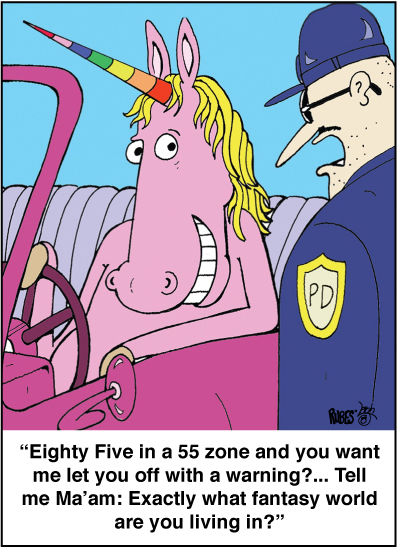 PD
RUBES
“Eighty Five in a 55 zone and you want
me let you off with a warning?... Tell
me Ma’am: Exactly what fantasy world
are you living in?”